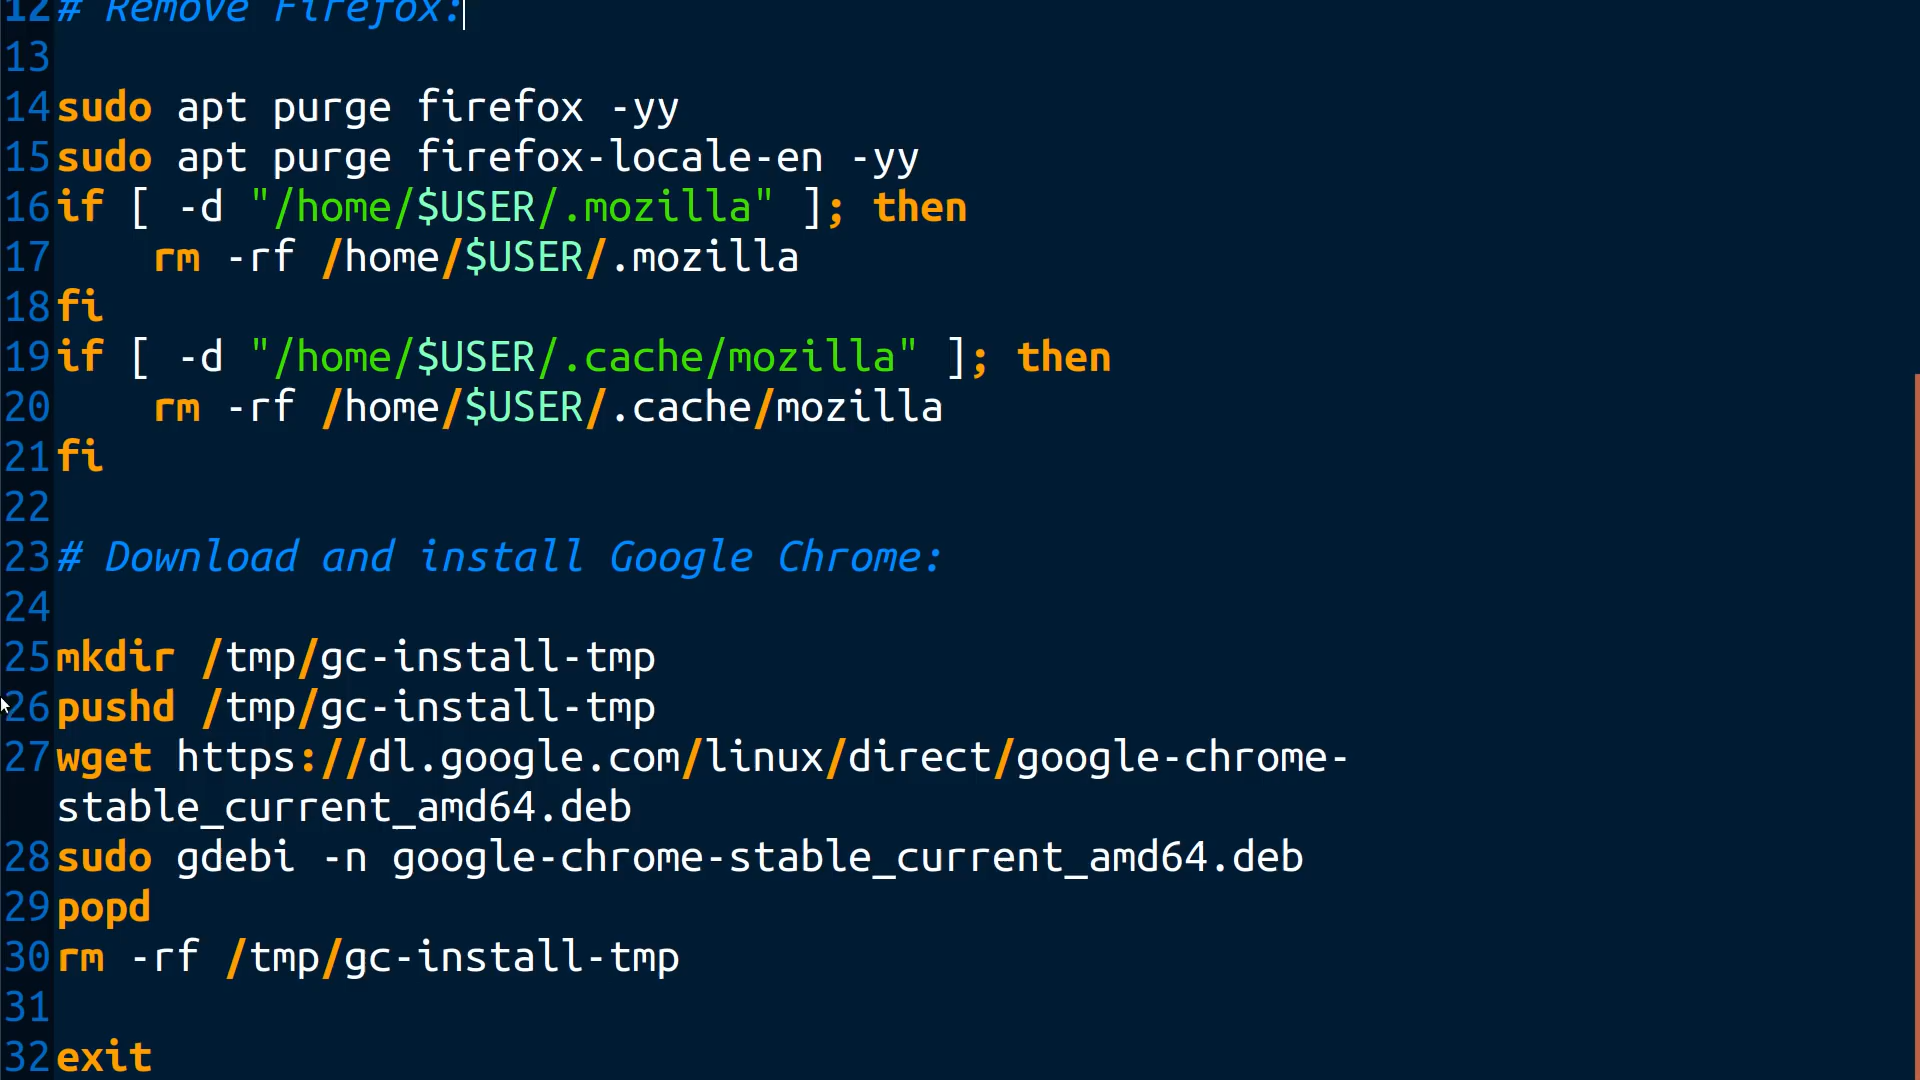 12# Remove Firefox:
13
14sudo apt purge firefox -yy
15sudo apt purge firefox-locale-en -yy
16if [ -d "/home/$USER/.mozilla" ]; then
17    rm -rf /home/$USER/.mozilla
18fi
19if [ -d "/home/$USER/.cache/mozilla" ]; then
20    rm -rf /home/$USER/.cache/mozilla
21fi
22
23# Download and install Google Chrome:
24
25mkdir /tmp/gc-install-tmp
26pushd /tmp/gc-install-tmp
27wget https://dl.google.com/linux/direct/google-chrome-
stable_current_amd64.deb
28sudo gdebi -n google-chrome-stable_current_amd64.deb
29popd
30rm -rf /tmp/gc-install-tmp
31
32exit